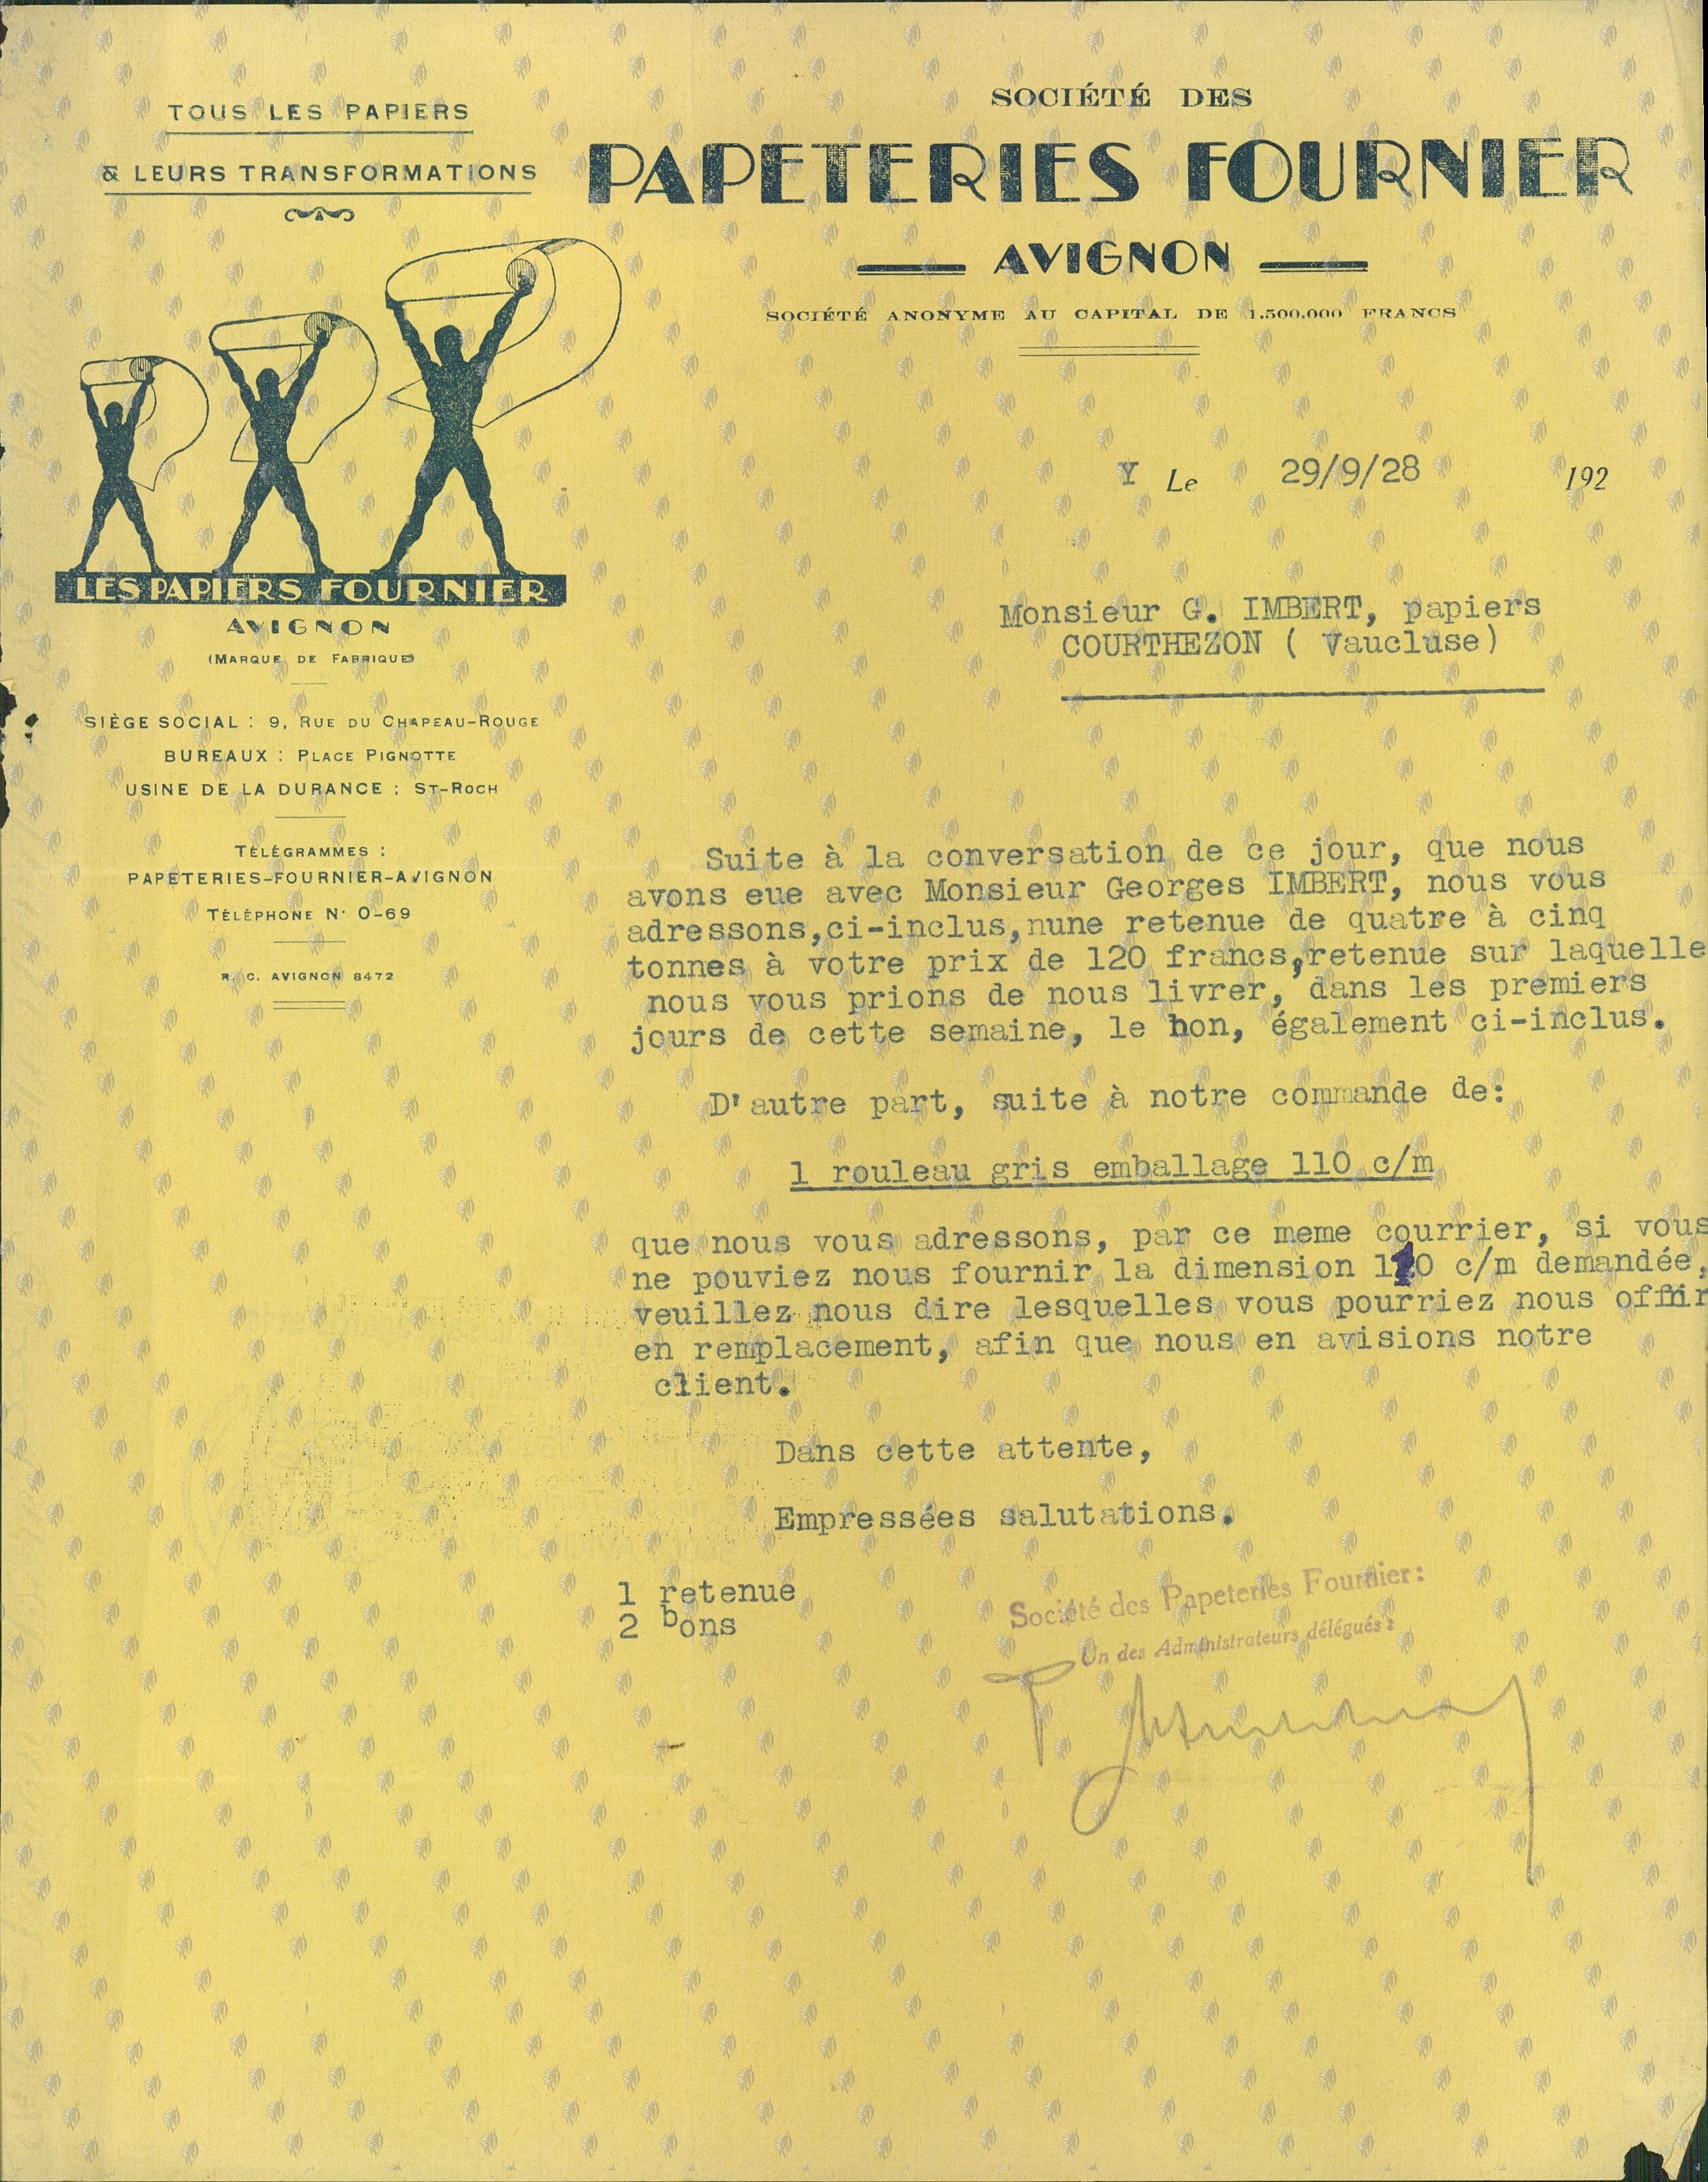 TOUS LES PAPIERS
& LEURS TRANSFORMATIONS
SOCIÉTÉ DES
PAPETERIES FOURNIER
AVIGNON
SOCIÉTÉ ANONYME AU CAPITAL DE 1.500.000 FRANCS
LES PAPIERS FOURNIER
AVIGNON
(MARQUE DE FABRIQUE)
SIÈGE SOCIAL : 9, RUE DU CHAPEAU-ROUGE
BUREAUX : PLACE PIGNOTTE
USINE DE LA DURANCE : ST-ROCH
TÉLÉGRAMMES :
PAPETERIES-FOURNIER-AVIGNON
TÉLÉPHONE N° 0-69
R. C. AVIGNON 8472
Y Le 29/9/28 192
Monsieur G. IMBERT, papiers
COURTHEZON ( Vaucluse)
Suite à la conversation de ce jour, que nous
avons eue avec Monsieur Georges IMBERT, nous vous
adressons,ci-inclus,nune retenue de quatre à cinq
tonnes à votre prix de 120 francs,retenue sur laquelle
nous vous prions de nous livrer, dans les premiers
jours de cette semaine, le bon, également ci-inclus.
D'autre part, suite à notre commande de:
1 rouleau gris emballage 110 c/m
que nous vous adressons, par ce meme courrier, si vous
ne pouviez nous fournir la dimension 110 c/m demandée,
veuillez nous dire lesquelles vous pourriez nous offrir
en remplacement, afin que nous en avisions notre
client.
Dans cette attente,
Empressées salutations.
1 retenue
2 bons
Société des Papeteries Fournier:
Un des Administrateurs délégués :